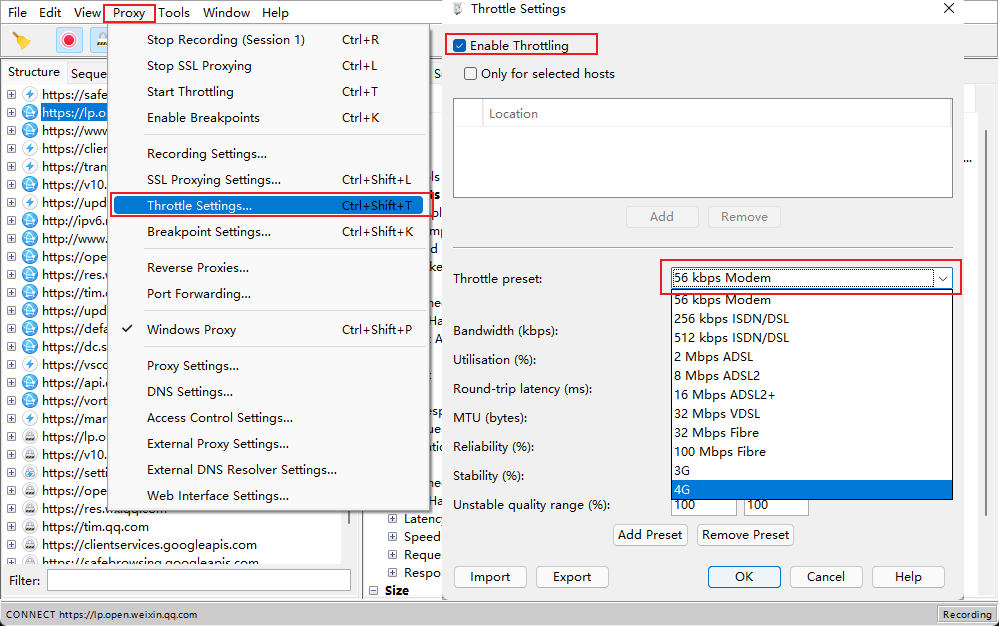 File Edit View Proxy Tools Window Help
Structure Seque
https://safe
https://lp.o
https://www
https://clier
https://tran
https://v10.
https://upd
http://ipv6.r
http://www.
https://ope
https://res.w
https://tim.
https://upd
https://defa
https://dc.s
https://vsco
https://api.
https://vort
https://mar
https://lp.o
https://v10.
https://setti
https://ope
https://res.wx.qq.com
https://tim.qq.com
https://clientservices.googleapis.com
https://safebrowsing.googleapis.com
Filter:
CONNECT https://lp.open.weixin.qq.com
Recording
Stop Recording (Session 1) Ctrl+R
Stop SSL Proxying Ctrl+L
Start Throttling Ctrl+T
Enable Breakpoints Ctrl+K
Recording Settings...
SSL Proxying Settings... Ctrl+Shift+L
Throttle Settings... Ctrl+Shift+T
Breakpoint Settings... Ctrl+Shift+K
Reverse Proxies...
Port Forwarding...
Windows Proxy Ctrl+Shift+P
Proxy Settings...
DNS Settings...
Access Control Settings...
External Proxy Settings...
External DNS Resolver Settings...
Web Interface Settings...
Latency
Speed
Reque
Respo
Size
Throttle Settings
Enable Throttling
Only for selected hosts
Location
Add Remove
Throttle preset: 56 kbps Modem
56 kbps Modem
256 kbps ISDN/DSL
512 kbps ISDN/DSL
2 Mbps ADSL
8 Mbps ADSL2
16 Mbps ADSL2+
32 Mbps VDSL
32 Mbps Fibre
100 Mbps Fibre
3G
4G
Bandwidth (kbps):
Utilisation (%):
Round-trip latency (ms):
MTU (bytes):
Reliability (%):
Stability (%):
Unstable quality range (%): 100 100
Add Preset Remove Preset
Import Export OK Cancel Help